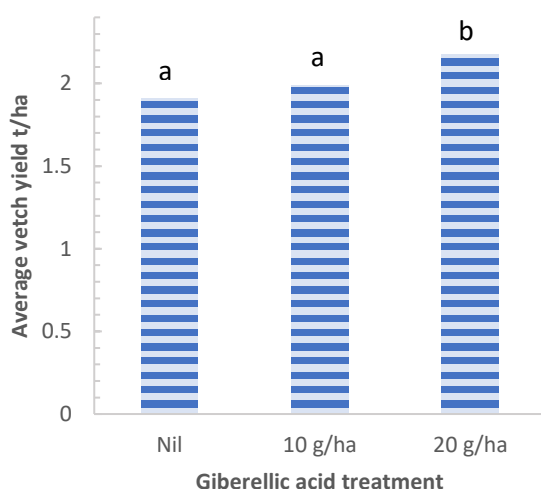 a
a
b
2
1.5
1
0.5
0
Average vetch yield t/ha
Nil
10 g/ha
20 g/ha
Giberellic acid treatment